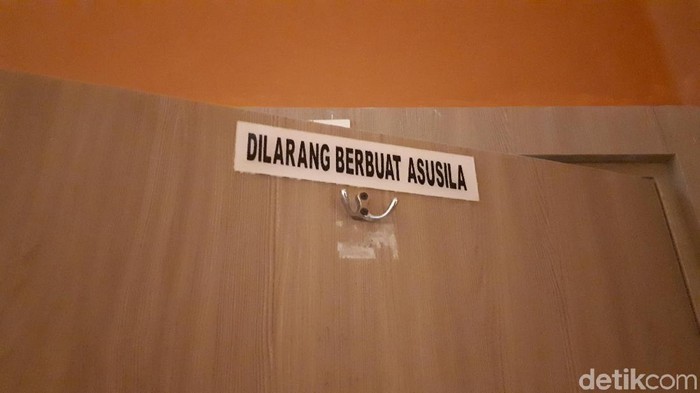 DILARANG BERBUAT ASUSILA
detikcom